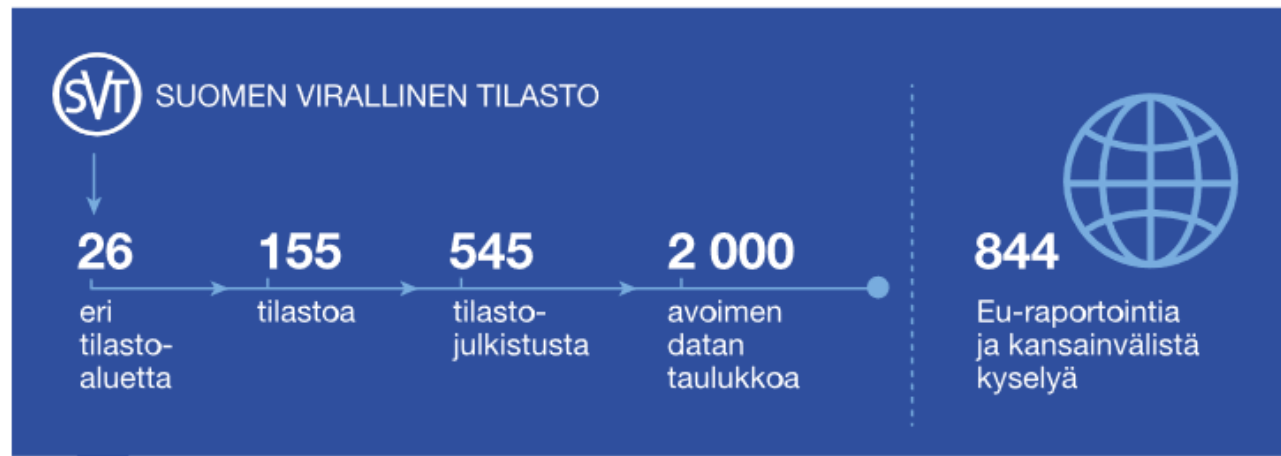 SVT SUOMEN VIRALLINEN TILASTO
26
eri
tilasto-
aluetta
155
tilastoa
545
tilasto-
julkistusta
2 000
avoimen
datan
taulukkoa
844
Eu-raportointia
ja kansainvälistä
kyselyä